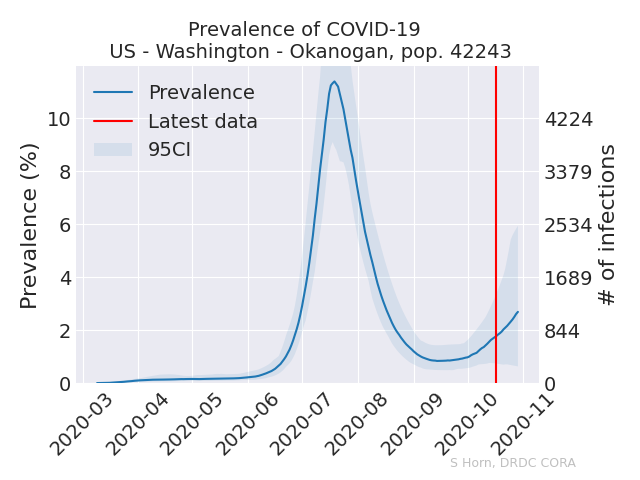 Prevalence of COVID-19
US - Washington - Okanogan, pop. 42243
Prevalence
Latest data
95CI
Prevalence (%)
10
8
6
4
2
0
4224
3379
2534
1689
844
0
# of infections
2020-03
2020-04
2020-05
2020-06
2020-07
2020-08
2020-09
2020-10
2020-11
S Horn, DRDC CORA